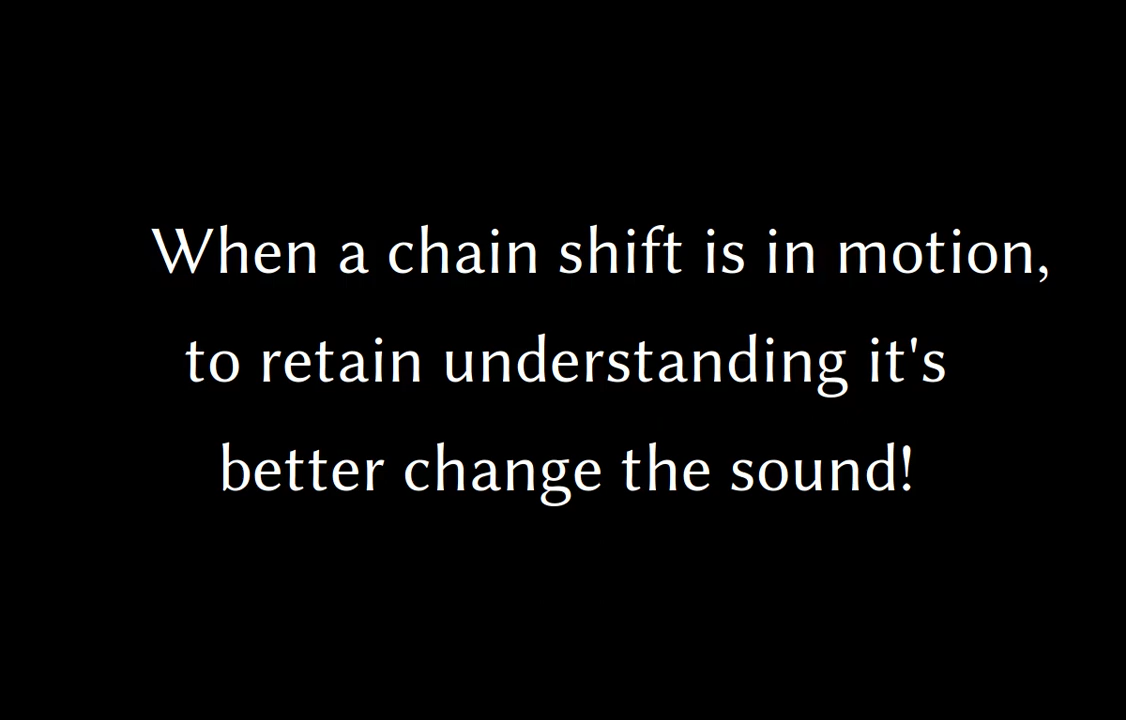 When a chain shift is in motion,
to retain understanding it's
better change the sound!